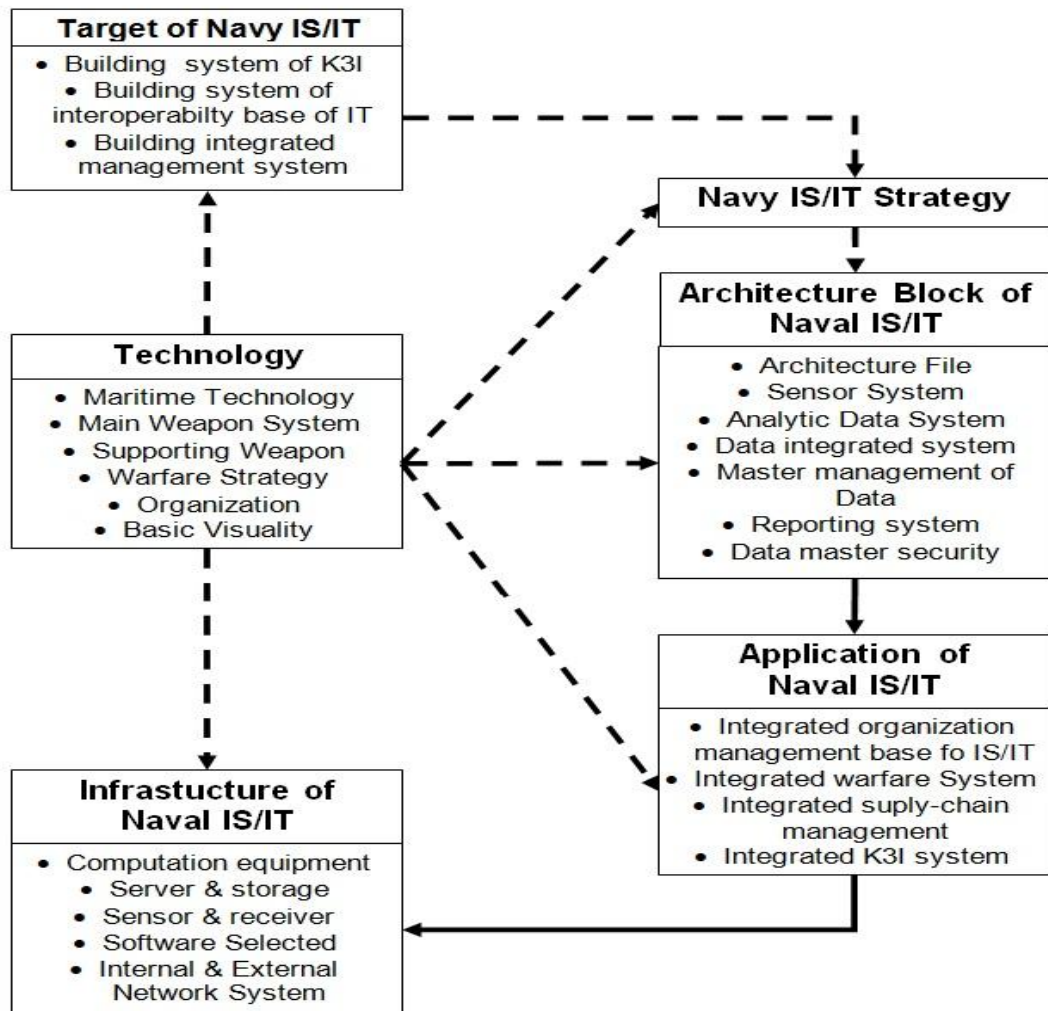 Target of Navy IS/IT
• Building system of K3I
• Building system of
interoperabilty base of IT
• Building integrated
management system
Navy IS/IT Strategy
Architecture Block of
Naval IS/IT
• Architecture File
• Sensor System
• Analytic Data System
• Data integrated system
• Master management of
Data
• Reporting system
• Data master security
Technology
• Maritime Technology
• Main Weapon System
• Supporting Weapon
• Warfare Strategy
• Organization
• Basic Visuality
Application of
Naval IS/IT
• Integrated organization
management base fo IS/IT
• Integrated warfare System
• Integrated suply-chain
management
• Integrated K3I system
Infrastucture of
Naval IS/IT
• Computation equipment
• Server & storage
• Sensor & receiver
• Software Selected
• Internal & External
Network System